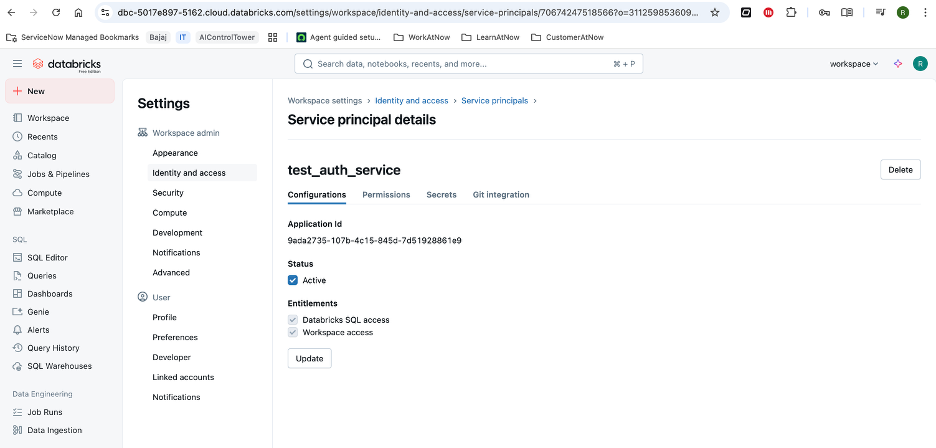 dbc-5017e897-5162.cloud.databricks.com/settings/workspace/identity-and-access/service-principals/70674247518566?o=311259853609...
ServiceNow Managed Bookmarks Bajaj IT AIControlTower Agent guided setu... WorkAtNow LearnAtNow CustomerAtNow
databricks
Free Edition
Search data, notebooks, recents, and more...
⌘ + P
workspace
R
New
Workspace
Recents
Catalog
Jobs & Pipelines
Compute
Marketplace
SQL
SQL Editor
Queries
Dashboards
Genie
Alerts
Query History
SQL Warehouses
Data Engineering
Job Runs
Data Ingestion
Settings
Workspace admin
Appearance
Identity and access
Security
Compute
Development
Notifications
Advanced
User
Profile
Preferences
Developer
Linked accounts
Notifications
Workspace settings > Identity and access > Service principals >
Service principal details
test_auth_service
Delete
Configurations Permissions Secrets Git integration
Application Id
9ada2735-107b-4c15-845d-7d51928861e9
Status
Active
Entitlements
Databricks SQL access
Workspace access
Update